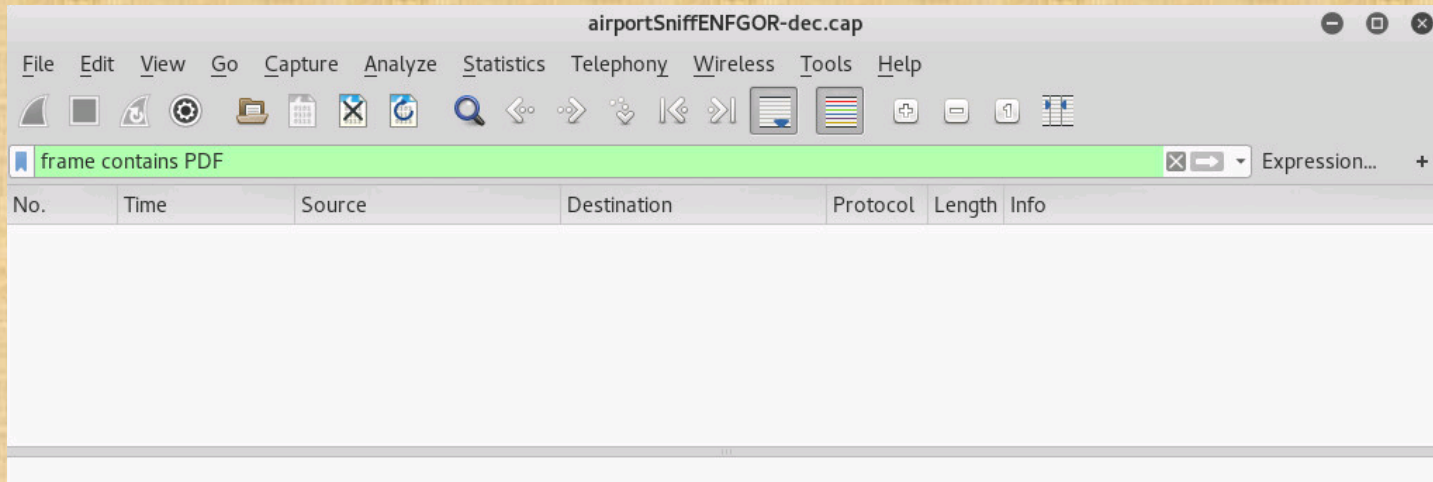 airportSniffENFGOR-dec.cap
File Edit View Go Capture Analyze Statistics Telephony Wireless Tools Help
frame contains PDF Expression... +
No. Time Source Destination Protocol Length Info